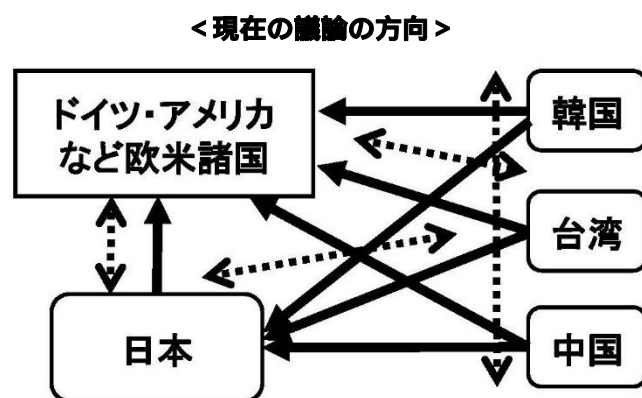 ＜現在の議論の方向＞
ドイツ・アメリカ
など欧米諸国
韓国
台湾
日本
中国